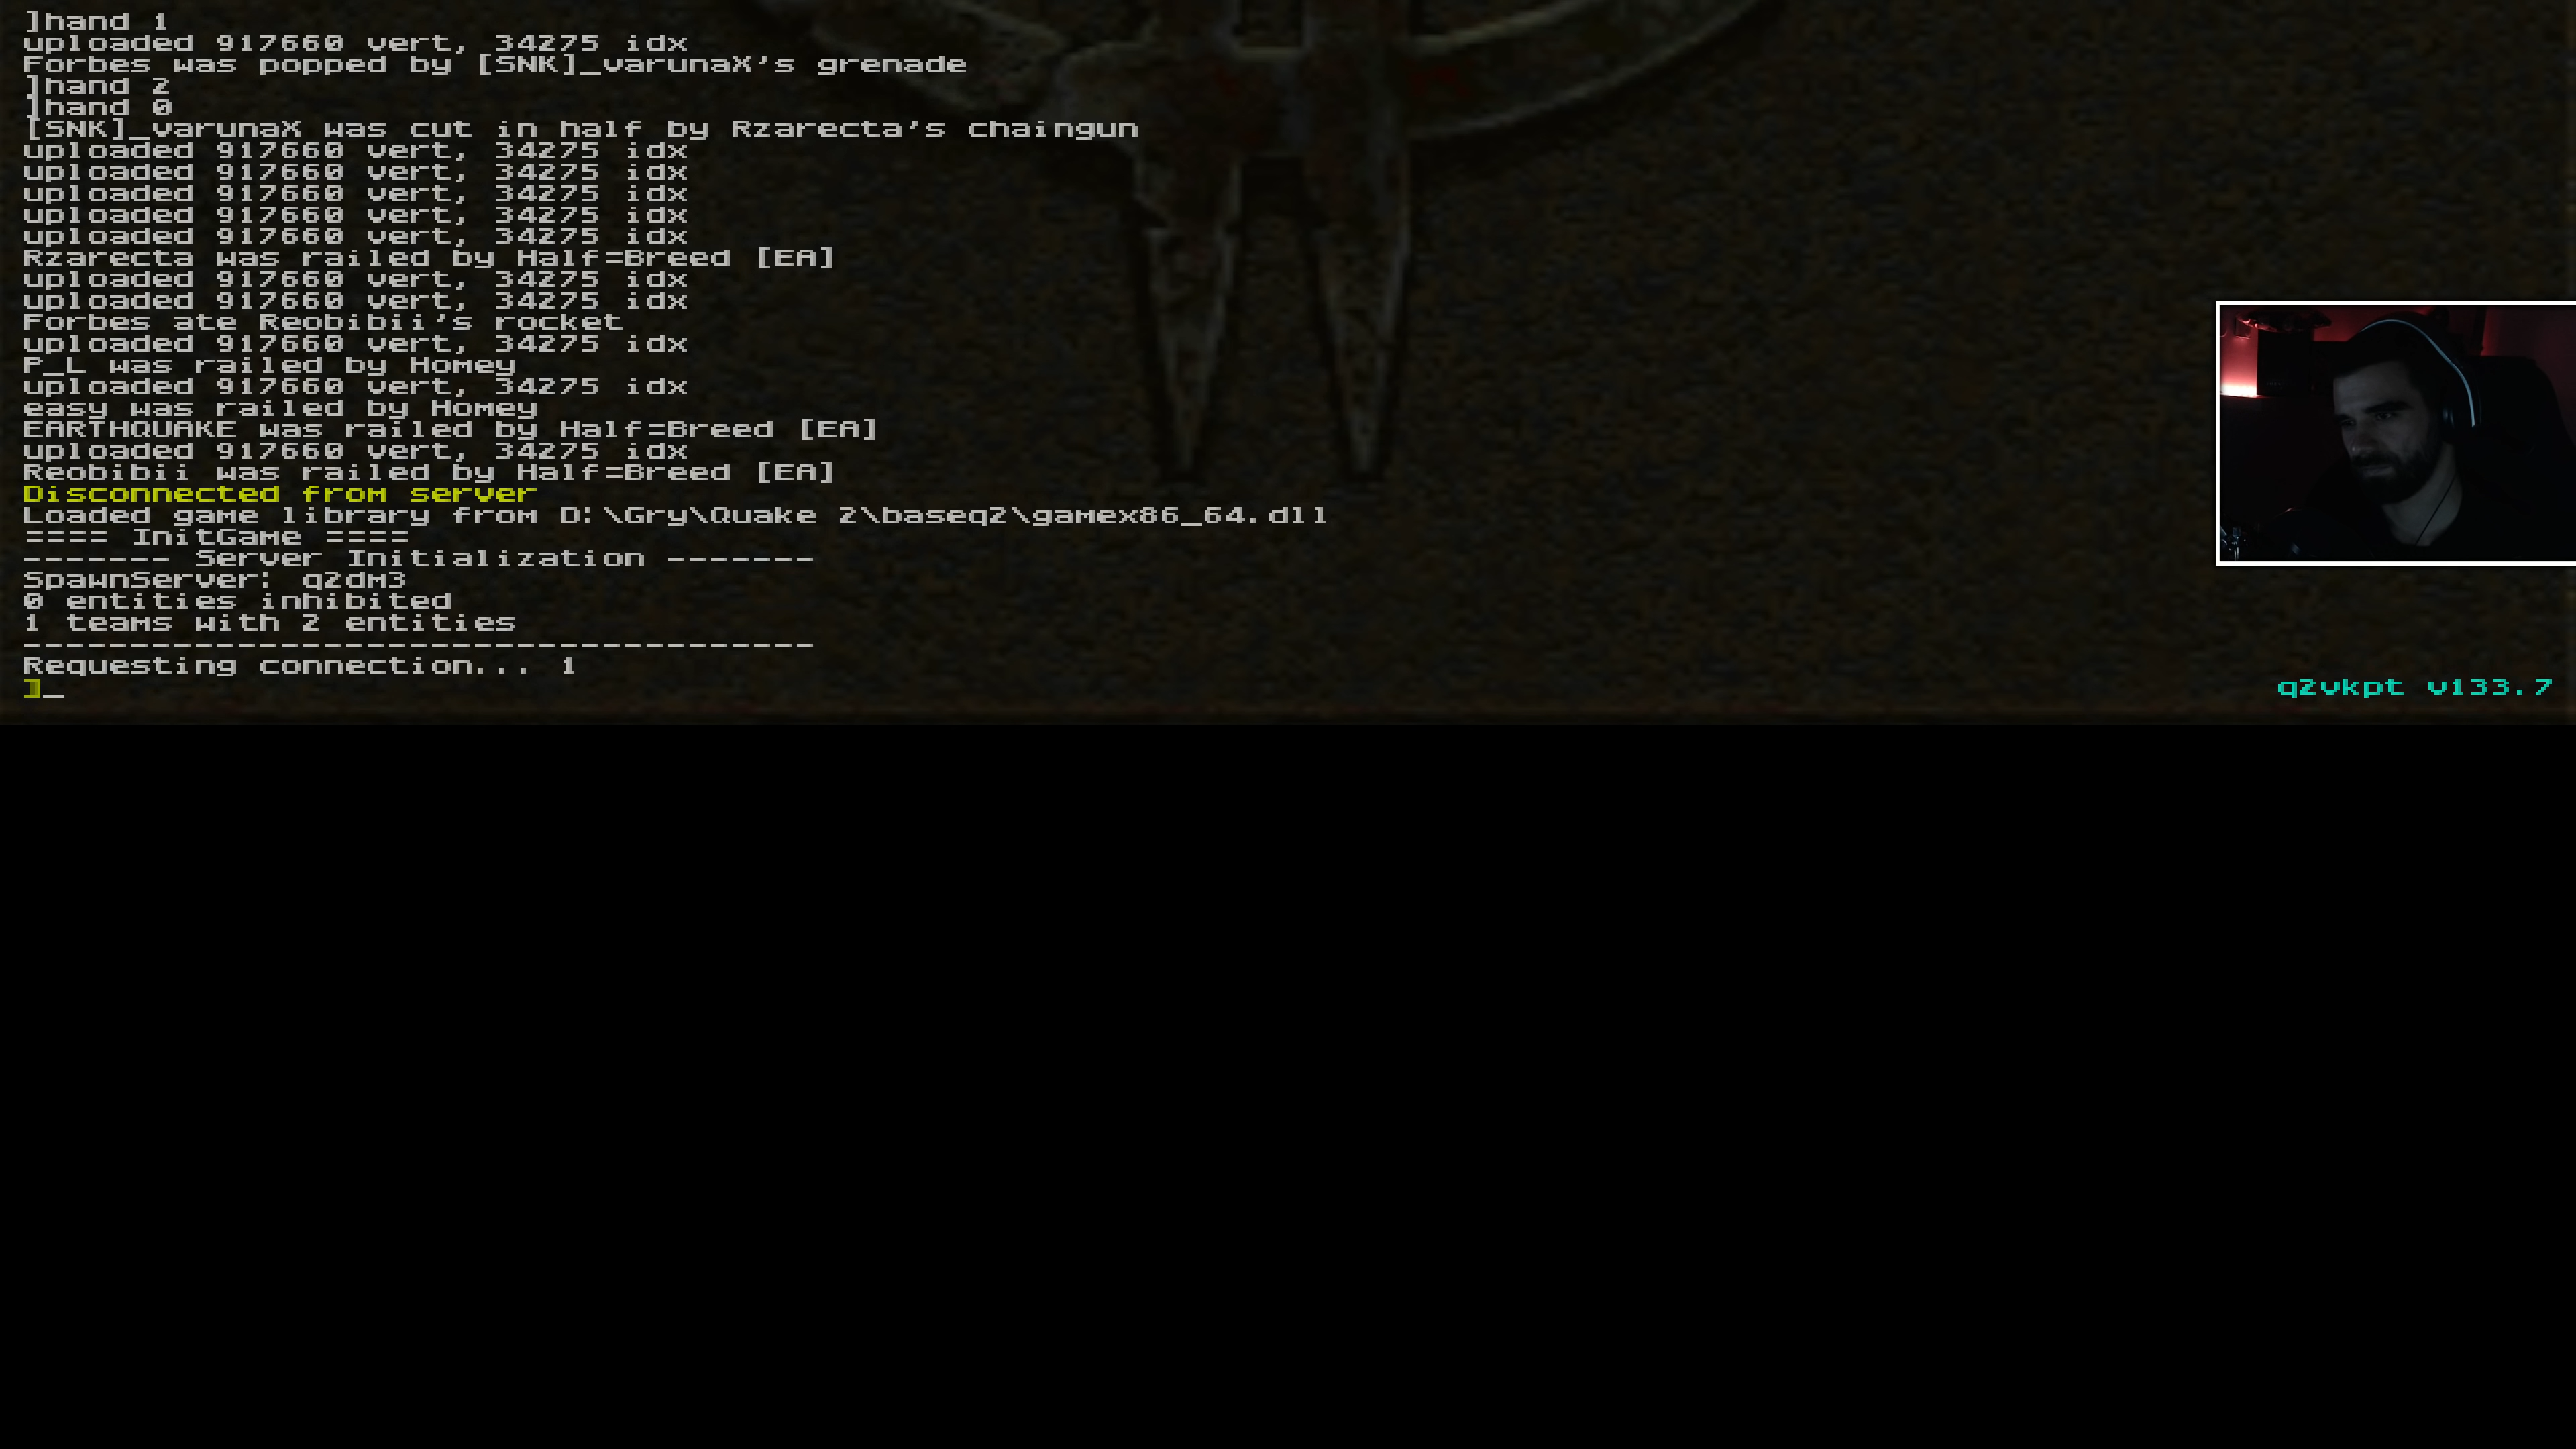 ]hand 1
uploaded 917660 vert, 34275 idx
Forbes was popped by [SNK]_varunaX's grenade
]hand 2
]hand 0
[SNK]_varunaX was cut in half by Rzarecta's chaingun
uploaded 917660 vert, 34275 idx
uploaded 917660 vert, 34275 idx
uploaded 917660 vert, 34275 idx
uploaded 917660 vert, 34275 idx
uploaded 917660 vert, 34275 idx
Rzarecta was railed by Half=Breed [EA]
uploaded 917660 vert, 34275 idx
uploaded 917660 vert, 34275 idx
Forbes ate Reobibii's rocket
uploaded 917660 vert, 34275 idx
P_L was railed by Homey
uploaded 917660 vert, 34275 idx
easy was railed by Homey
EARTHQUAKE was railed by Half=Breed [EA]
uploaded 917660 vert, 34275 idx
Reobibii was railed by Half=Breed [EA]
Disconnected from server
Loaded game library from D:\Gry\Quake 2\baseq2\gamex86_64.dll
==== InitGame ====
------- Server Initialization -------
SpawnServer: q2dm3
0 entities inhibited
1 teams with 2 entities
-------------------------------------
Requesting connection... 1
]_
q2vkpt v133.7